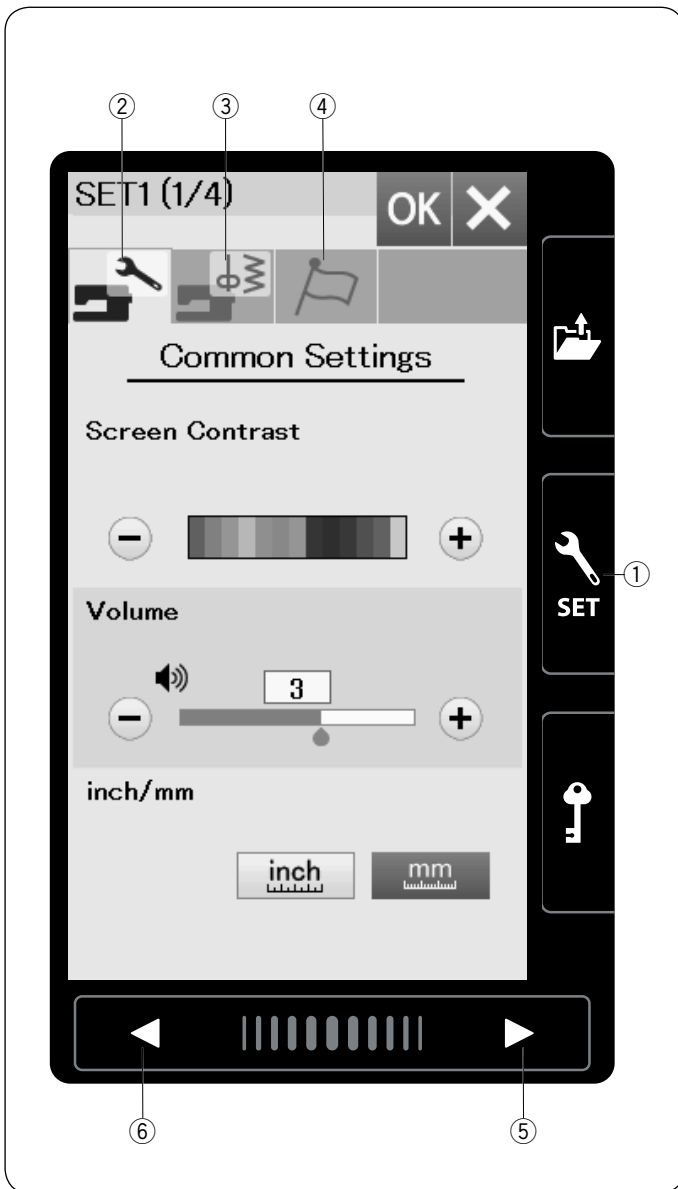 ② ③ ④
SET1 (1/4) OK
Common Settings
Screen Contrast
①
SET
Volume
3
inch/mm
inch mm
⑥ ⑤